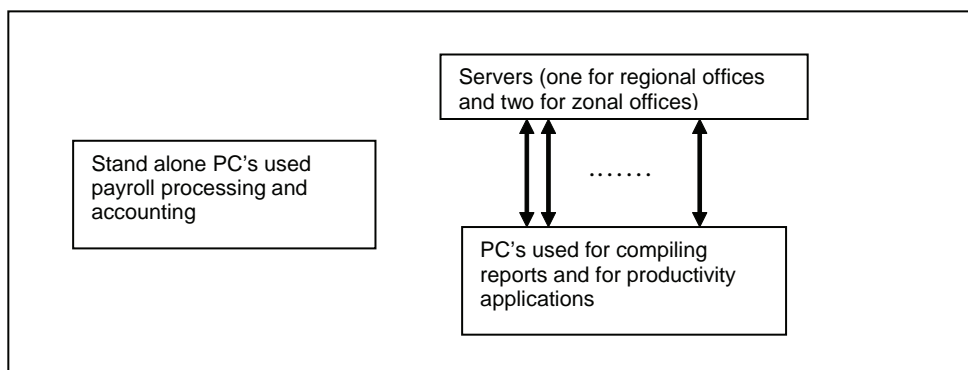 Servers (one for regional offices
and two for zonal offices)
Stand alone PC's used
payroll processing and
accounting
.......
PC's used for compiling
reports and for productivity
applications